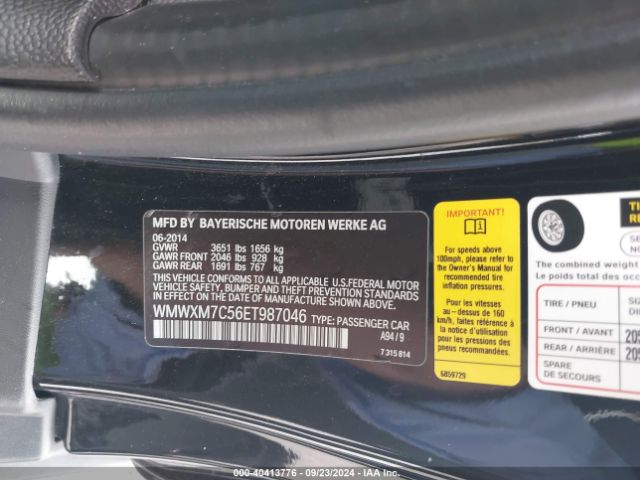 MFD BY BAYERISCHE MOTOREN WERKE AG
06-2014
GVWR 3651 lbs 1656 kg
GAWR FRONT 2046 lbs 928 kg
GAWR REAR 1691 lbs 767 kg
THIS VEHICLE CONFORMS TO ALL APPLICABLE U.S.FEDERAL MOTOR
VEHICLE SAFETY, BUMPER, AND THEFT
PREVENTION STANDARDS IN EFFECT ON THE
DATE OF MANUFACTURE SHOWN ABOVE.
WMWXM7C56ET987046 TYPE: PASSENGER CAR
A94/9
7 315 814
IMPORTANT
For speeds above
100mph, please refer to
the Owner's Manual for
recommended tire
inflation pressures.
Pour les vitesses
au-dessus de 160
km/h, faites référence
à votre manuel pour
les pressions des
pneus recommandées.
6859729
The combined weight
Le poids total des oc
TIRE / PNEU
FRONT / AVANT
REAR / ARRIÈRE
SPARE
DE SECOURS
© - 40413776 - 09/23/2024 - IAA Inc.